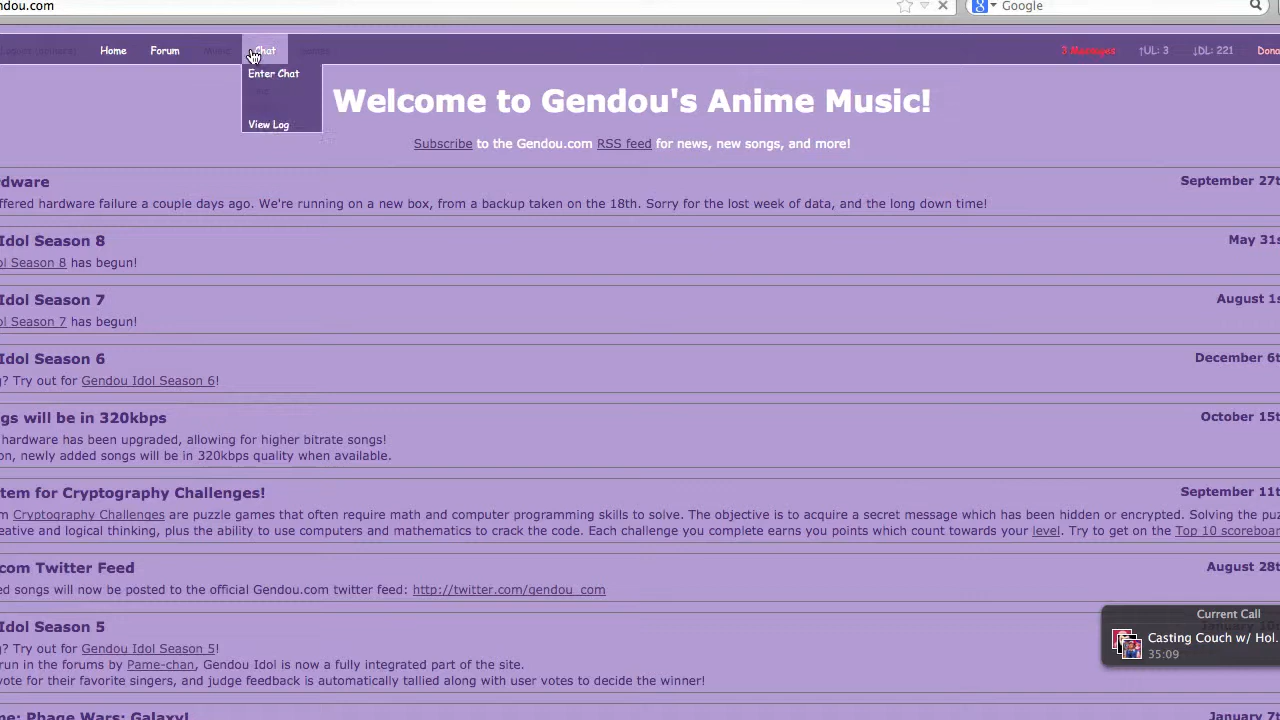 ndou.com
Google
Home Forum Chat 3 Messages ↑UL: 3 ↓DL: 221 Dona
Enter Chat
View Log
Welcome to Gendou's Anime Music!
Subscribe to the Gendou.com RSS feed for news, new songs, and more!
rdware September 27t
ffered hardware failure a couple days ago. We're running on a new box, from a backup taken on the 18th. Sorry for the lost week of data, and the long down time!
Idol Season 8 May 31s
ol Season 8 has begun!
Idol Season 7 August 1s
ol Season 7 has begun!
Idol Season 6 December 6t
g? Try out for Gendou Idol Season 6!
gs will be in 320kbps October 15t
hardware has been upgraded, allowing for higher bitrate songs!
on, newly added songs will be in 320kbps quality when available.
tem for Cryptography Challenges! September 11t
m Cryptography Challenges are puzzle games that often require math and computer programming skills to solve. The objective is to acquire a secret message which has been hidden or encrypted. Solving the puz
eative and logical thinking, plus the ability to use computers and mathematics to crack the code. Each challenge you complete earns you points which count towards your level. Try to get on the Top 10 scoreboar
com Twitter Feed August 28t
ed songs will now be posted to the official Gendou.com twitter feed: http://twitter.com/gendou_com
Idol Season 5
g? Try out for Gendou Idol Season 5!
run in the forums by Pame-chan, Gendou Idol is now a fully integrated part of the site.
vote for their favorite singers, and judge feedback is automatically tallied along with user votes to decide the winner!
me: Phage Wars: Galaxy! January 7t
Current Call
Casting Couch w/ Hol.
35:09